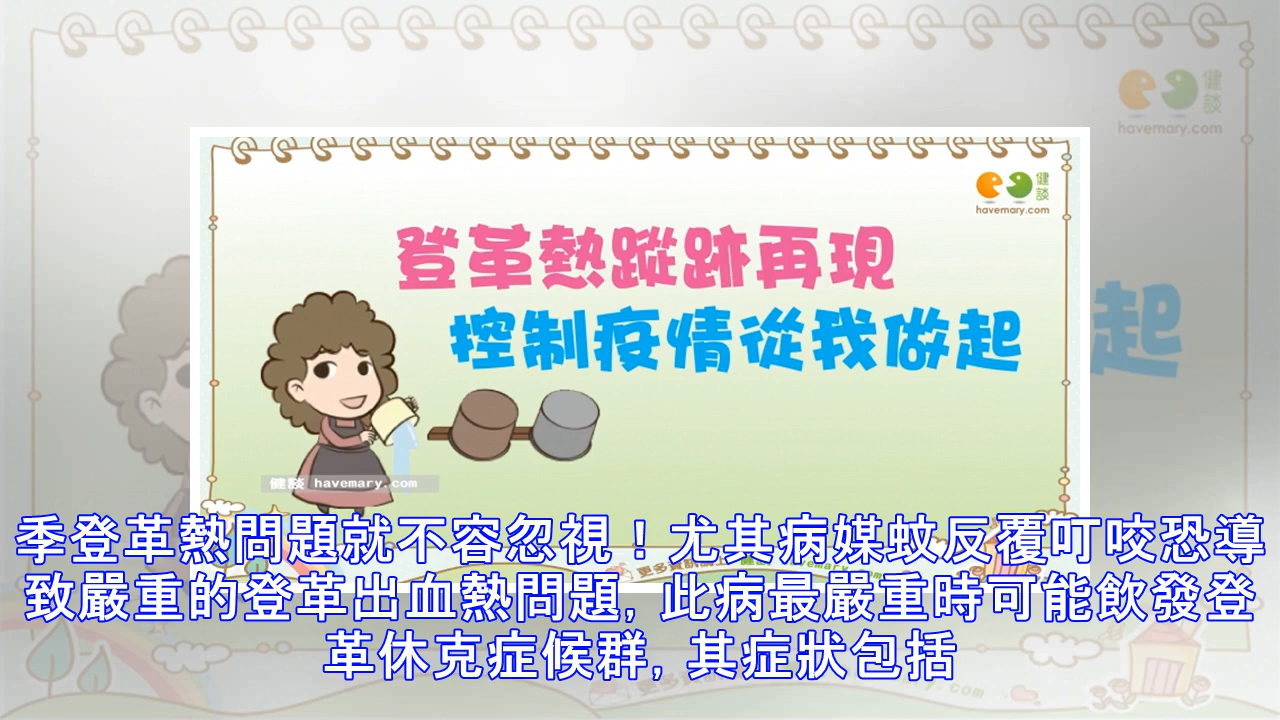 健談
havemary.com
健談
havemary.com
登革熱蹤跡再現
控制疫情從我做起
起
健談 havemary.com
季登革熱問題就不容忽視！尤其病媒蚊反覆叮咬恐導
致嚴重的登革出血熱問題, 此病最嚴重時可能飲發登
革休克症候群, 其症狀包括